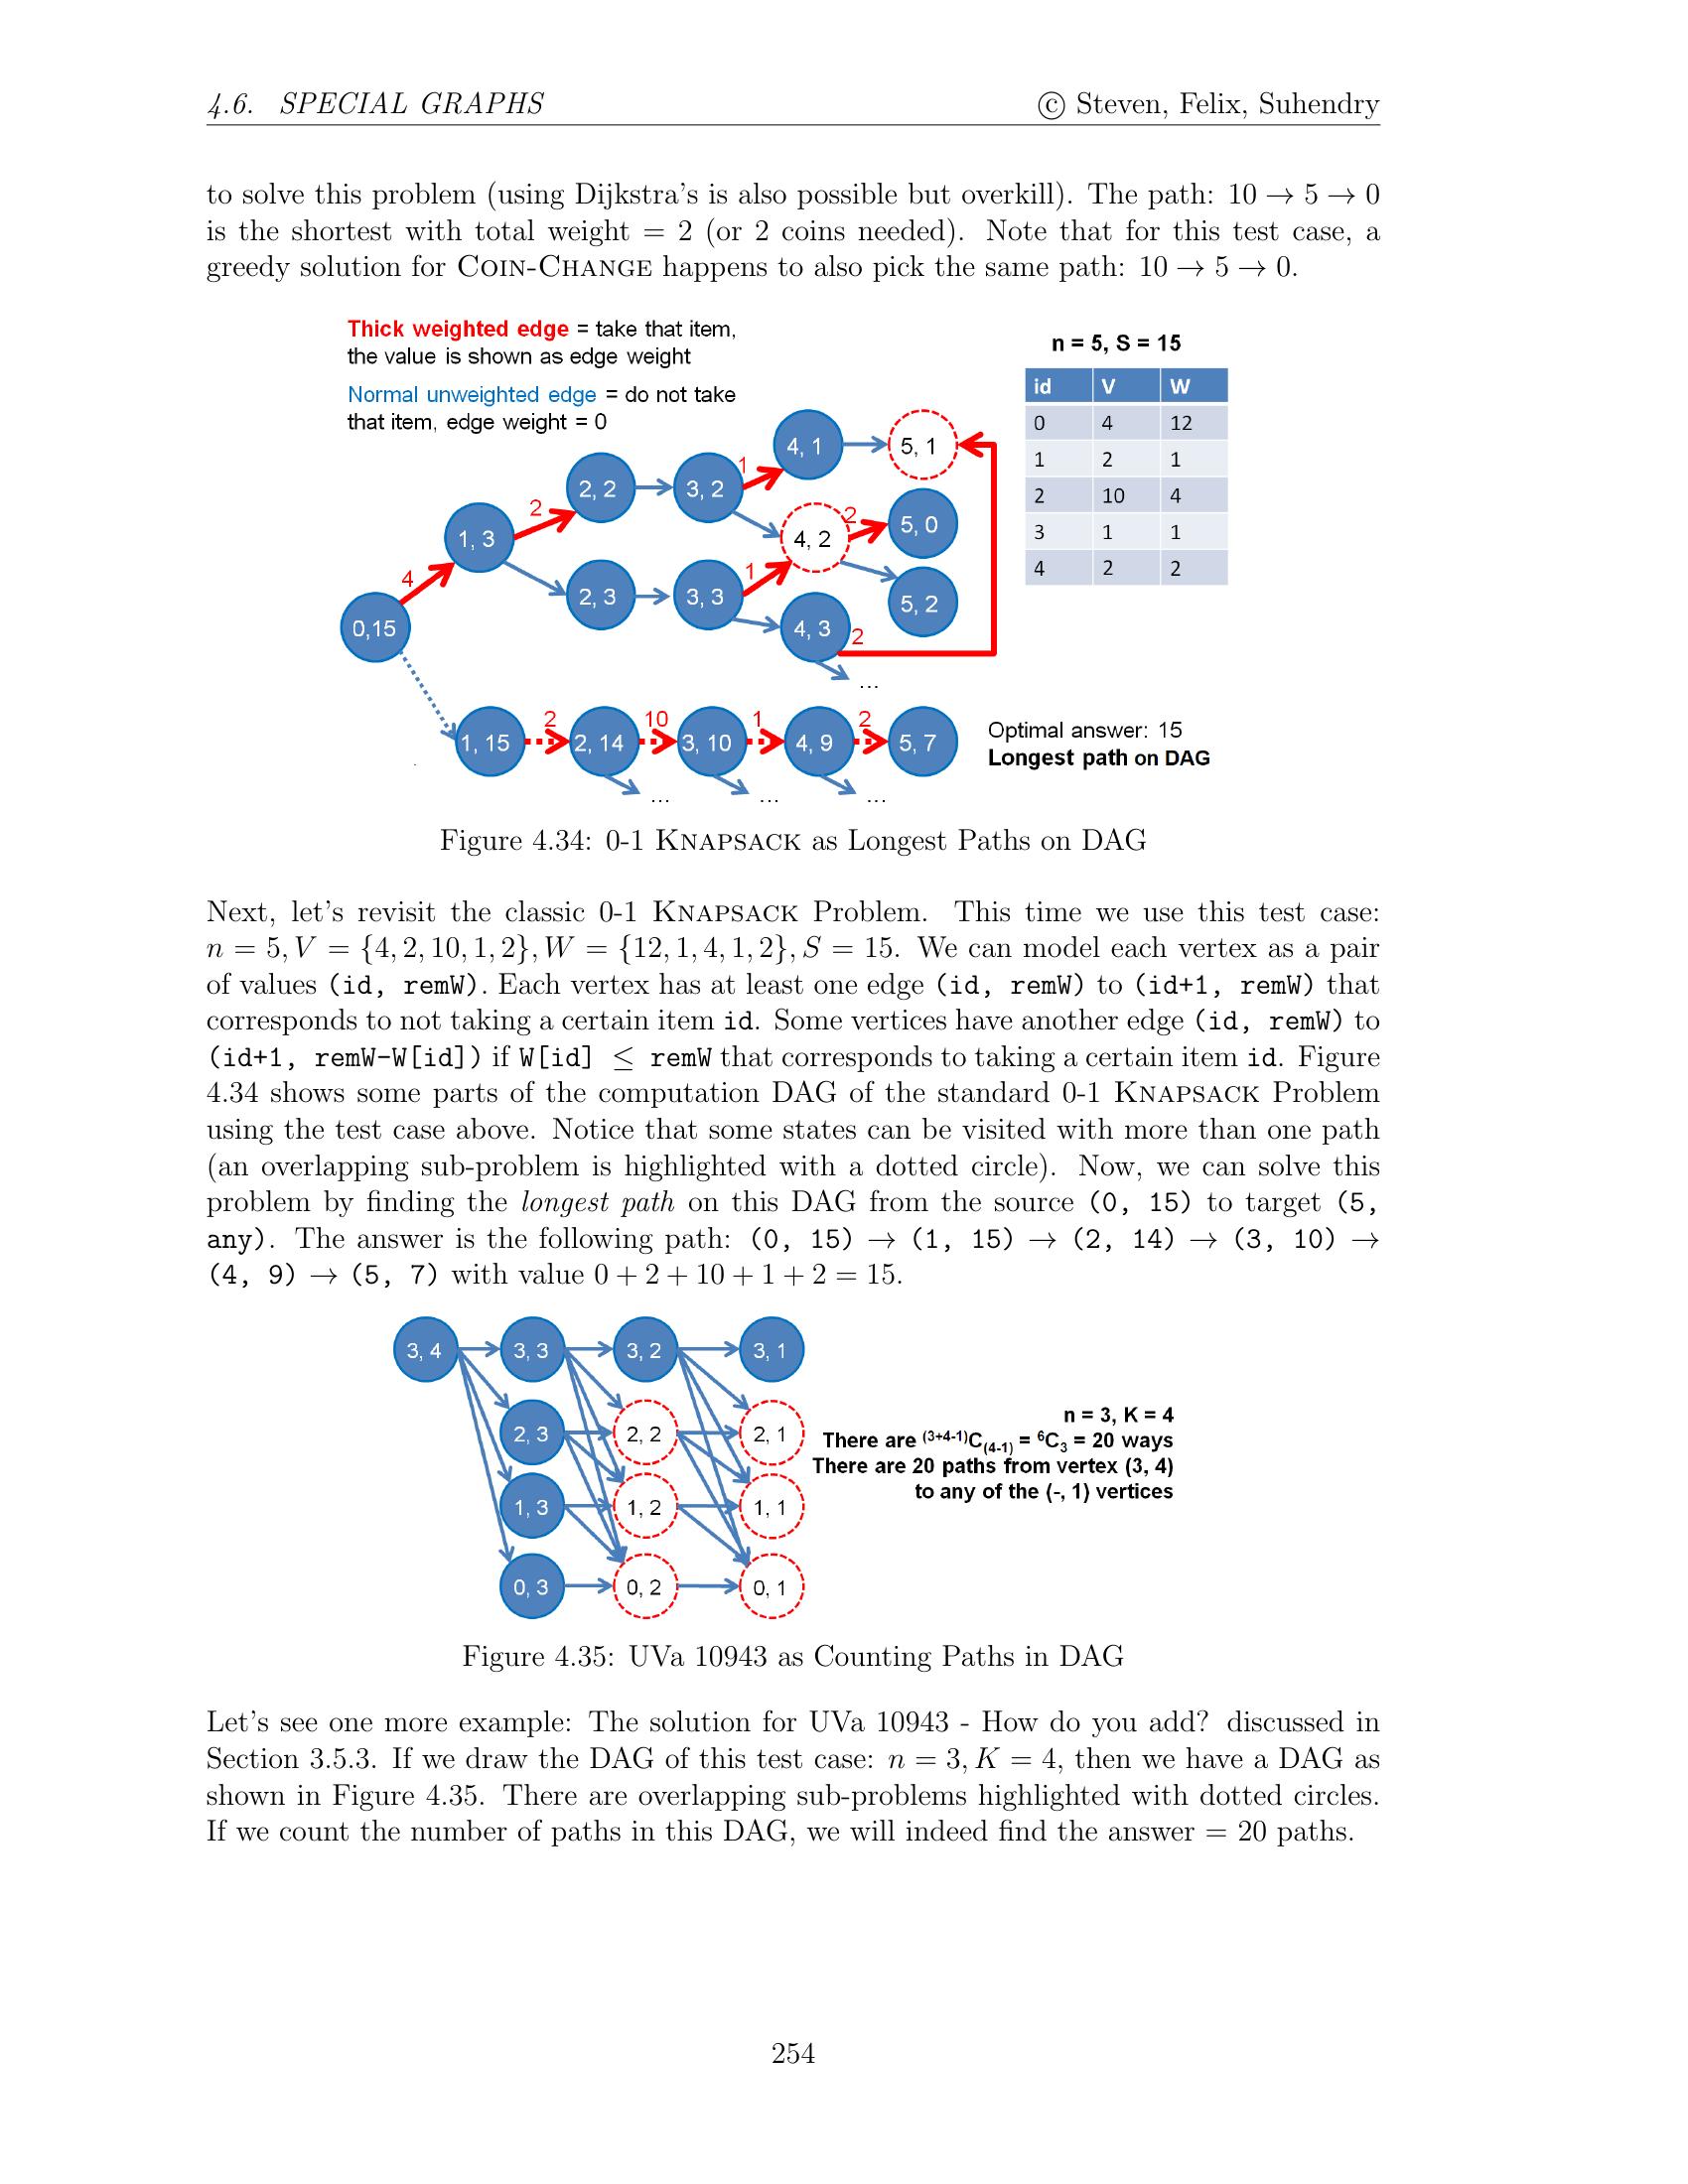 4.6. SPECIAL GRAPHS © Steven, Felix, Suhendry
to solve this problem (using Dijkstra's is also possible but overkill). The path: 10 → 5 → 0
is the shortest with total weight = 2 (or 2 coins needed). Note that for this test case, a
greedy solution for COIN-CHANGE happens to also pick the same path: 10 → 5 → 0.
Thick weighted edge = take that item,
the value is shown as edge weight
Normal unweighted edge = do not take
that item, edge weight = 0
n = 5, S = 15
id V W
0 4 12
1 2 1
2 10 4
3 1 1
4 2 2
4, 1 5, 1
2, 2 3, 2 1
2 2
1, 3 4, 2 5, 0
4 1
2, 3 3, 3 5, 2
0,15 4, 3 2
...
2 10 1 2
1, 15 2, 14 3, 10 4, 9 5, 7
... ... ...
Optimal answer: 15
Longest path on DAG
Figure 4.34: 0-1 KNAPSACK as Longest Paths on DAG
Next, let's revisit the classic 0-1 KNAPSACK Problem. This time we use this test case:
n = 5, V = {4, 2, 10, 1, 2}, W = {12, 1, 4, 1, 2}, S = 15. We can model each vertex as a pair
of values (id, remW). Each vertex has at least one edge (id, remW) to (id+1, remW) that
corresponds to not taking a certain item id. Some vertices have another edge (id, remW) to
(id+1, remW-W[id]) if W[id] ≤ remW that corresponds to taking a certain item id. Figure
4.34 shows some parts of the computation DAG of the standard 0-1 KNAPSACK Problem
using the test case above. Notice that some states can be visited with more than one path
(an overlapping sub-problem is highlighted with a dotted circle). Now, we can solve this
problem by finding the longest path on this DAG from the source (0, 15) to target (5,
any). The answer is the following path: (0, 15) → (1, 15) → (2, 14) → (3, 10) →
(4, 9) → (5, 7) with value 0 + 2 + 10 + 1 + 2 = 15.
3, 4 3, 3 3, 2 3, 1
2, 3 2, 2 2, 1
1, 3 1, 2 1, 1
0, 3 0, 2 0, 1
n = 3, K = 4
There are (3+4-1)C(4-1) = 6C3 = 20 ways
There are 20 paths from vertex (3, 4)
to any of the (-, 1) vertices
Figure 4.35: UVa 10943 as Counting Paths in DAG
Let's see one more example: The solution for UVa 10943 - How do you add? discussed in
Section 3.5.3. If we draw the DAG of this test case: n = 3, K = 4, then we have a DAG as
shown in Figure 4.35. There are overlapping sub-problems highlighted with dotted circles.
If we count the number of paths in this DAG, we will indeed find the answer = 20 paths.
254